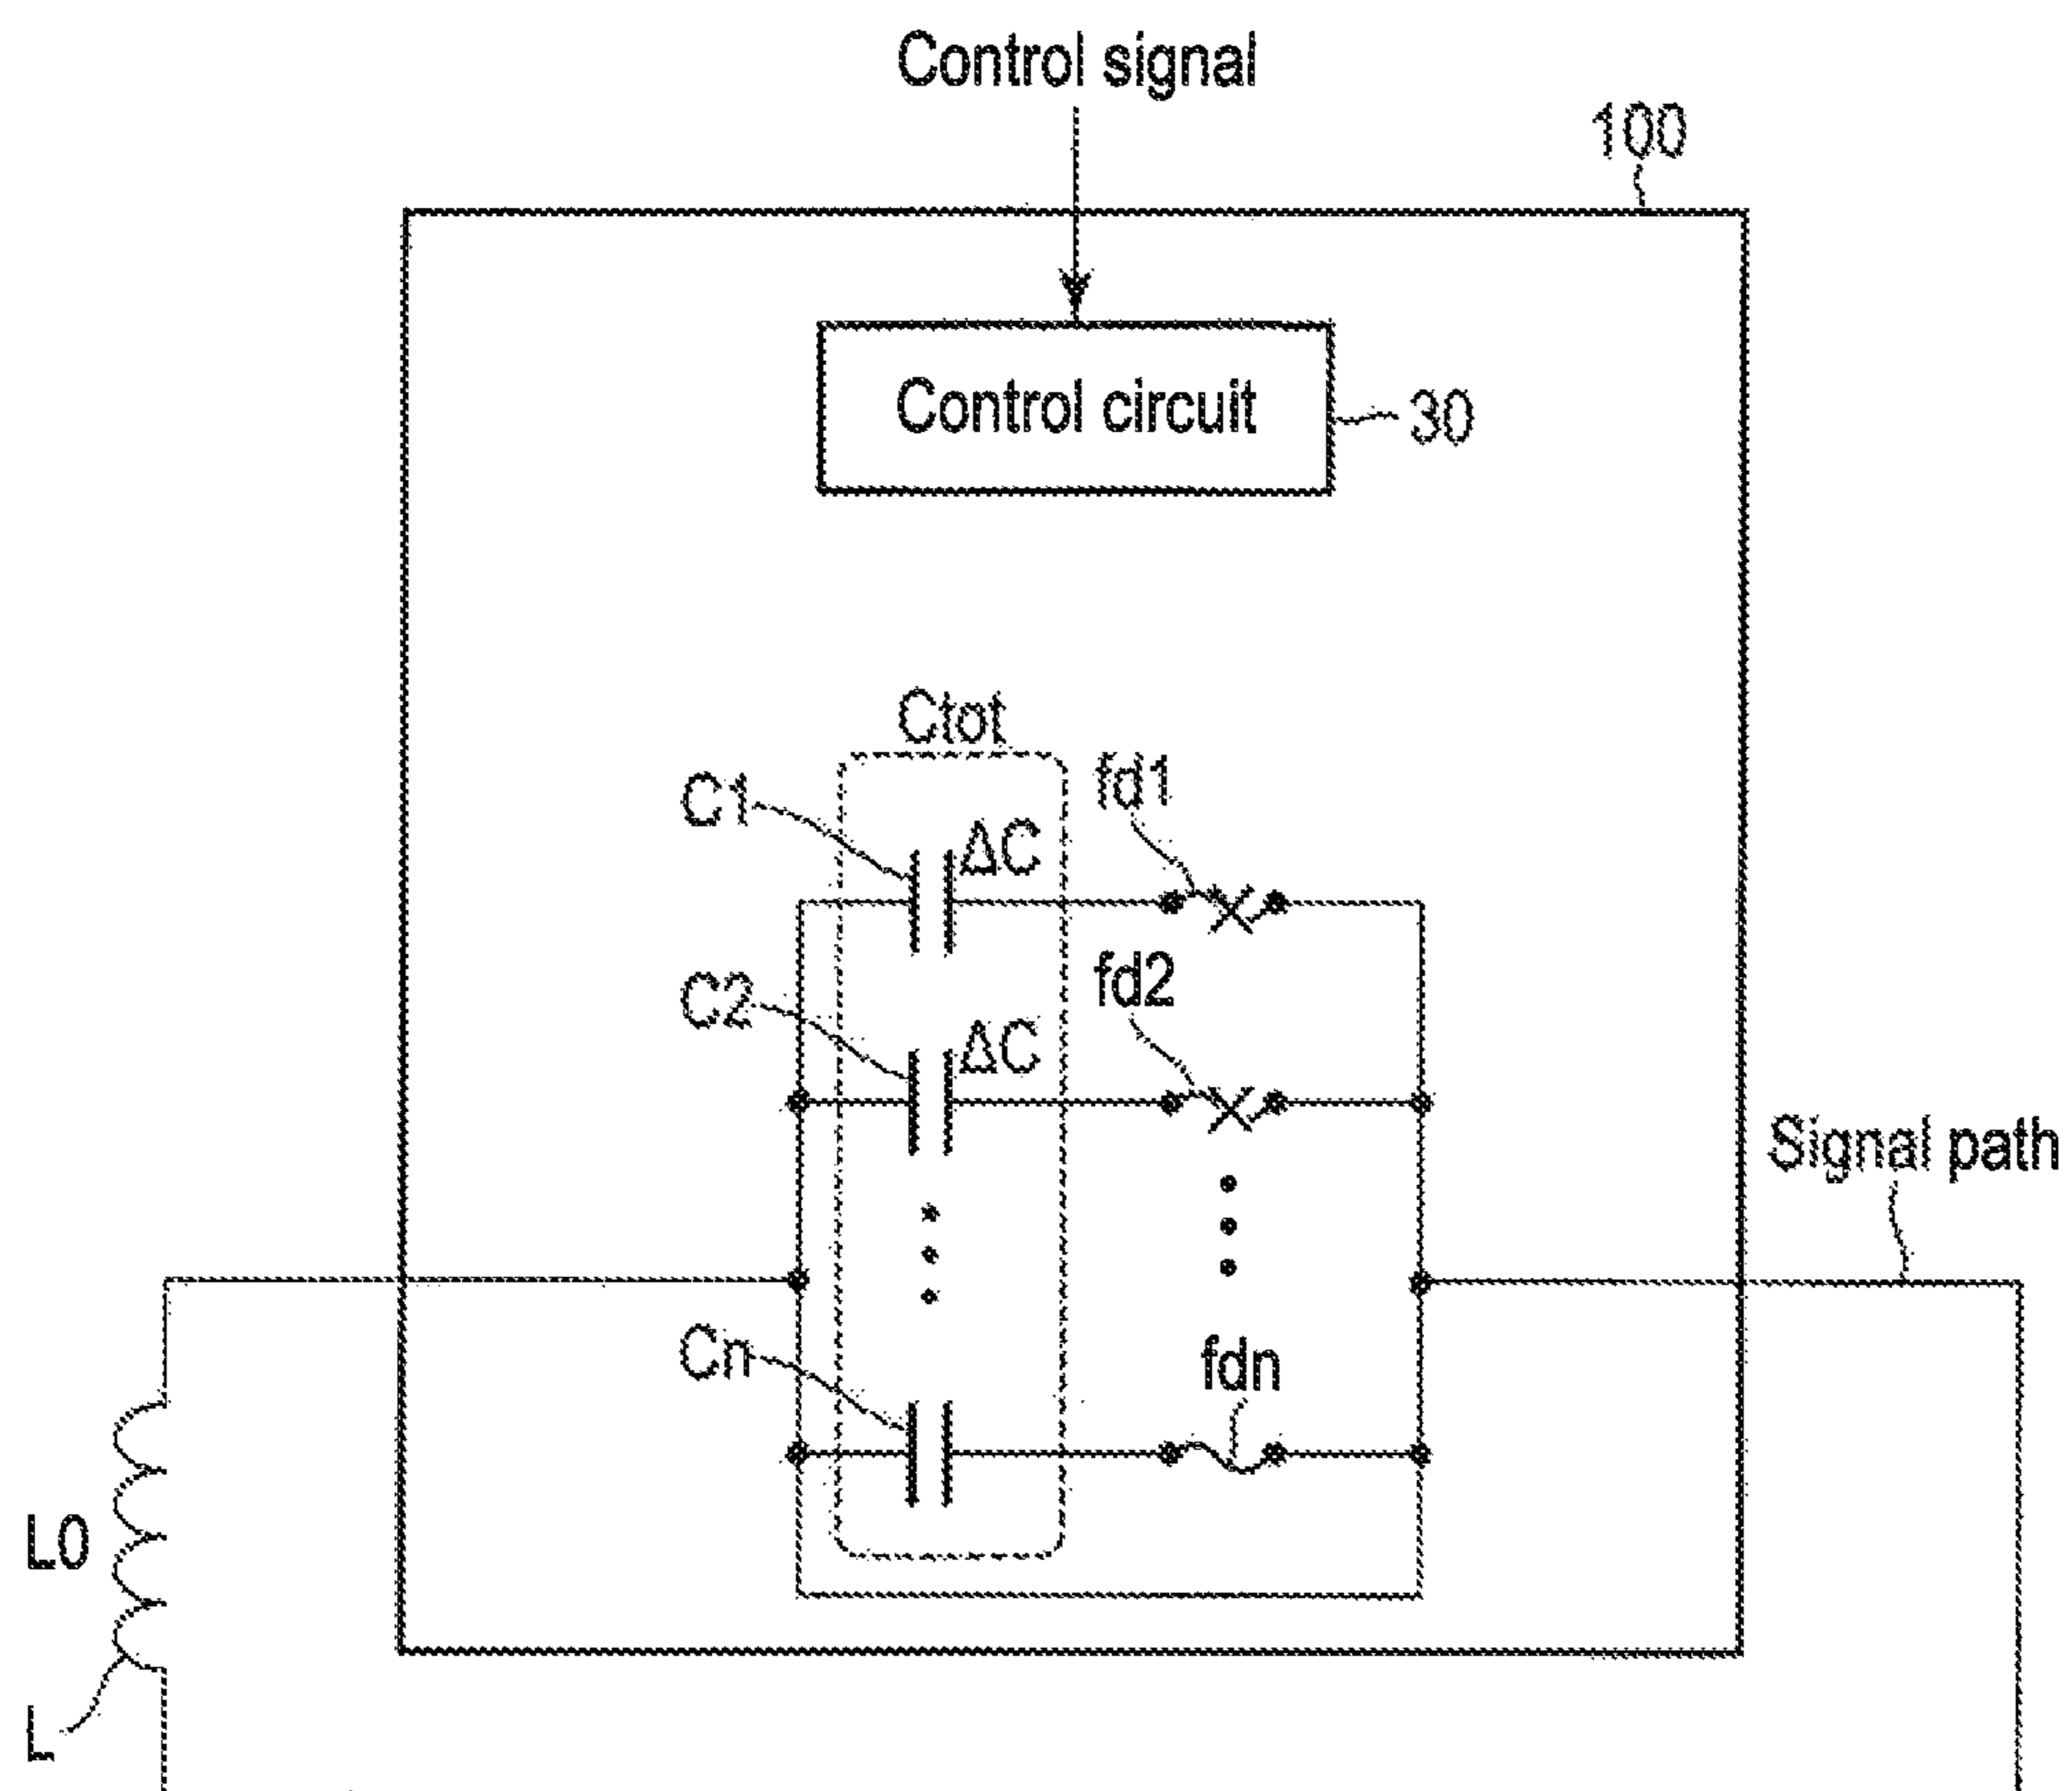 Control signal
100
Control circuit
30
Ctot
C1
ΔC
fd1
C2
ΔC
fd2
Signal path
Cn
fdn
L0
L